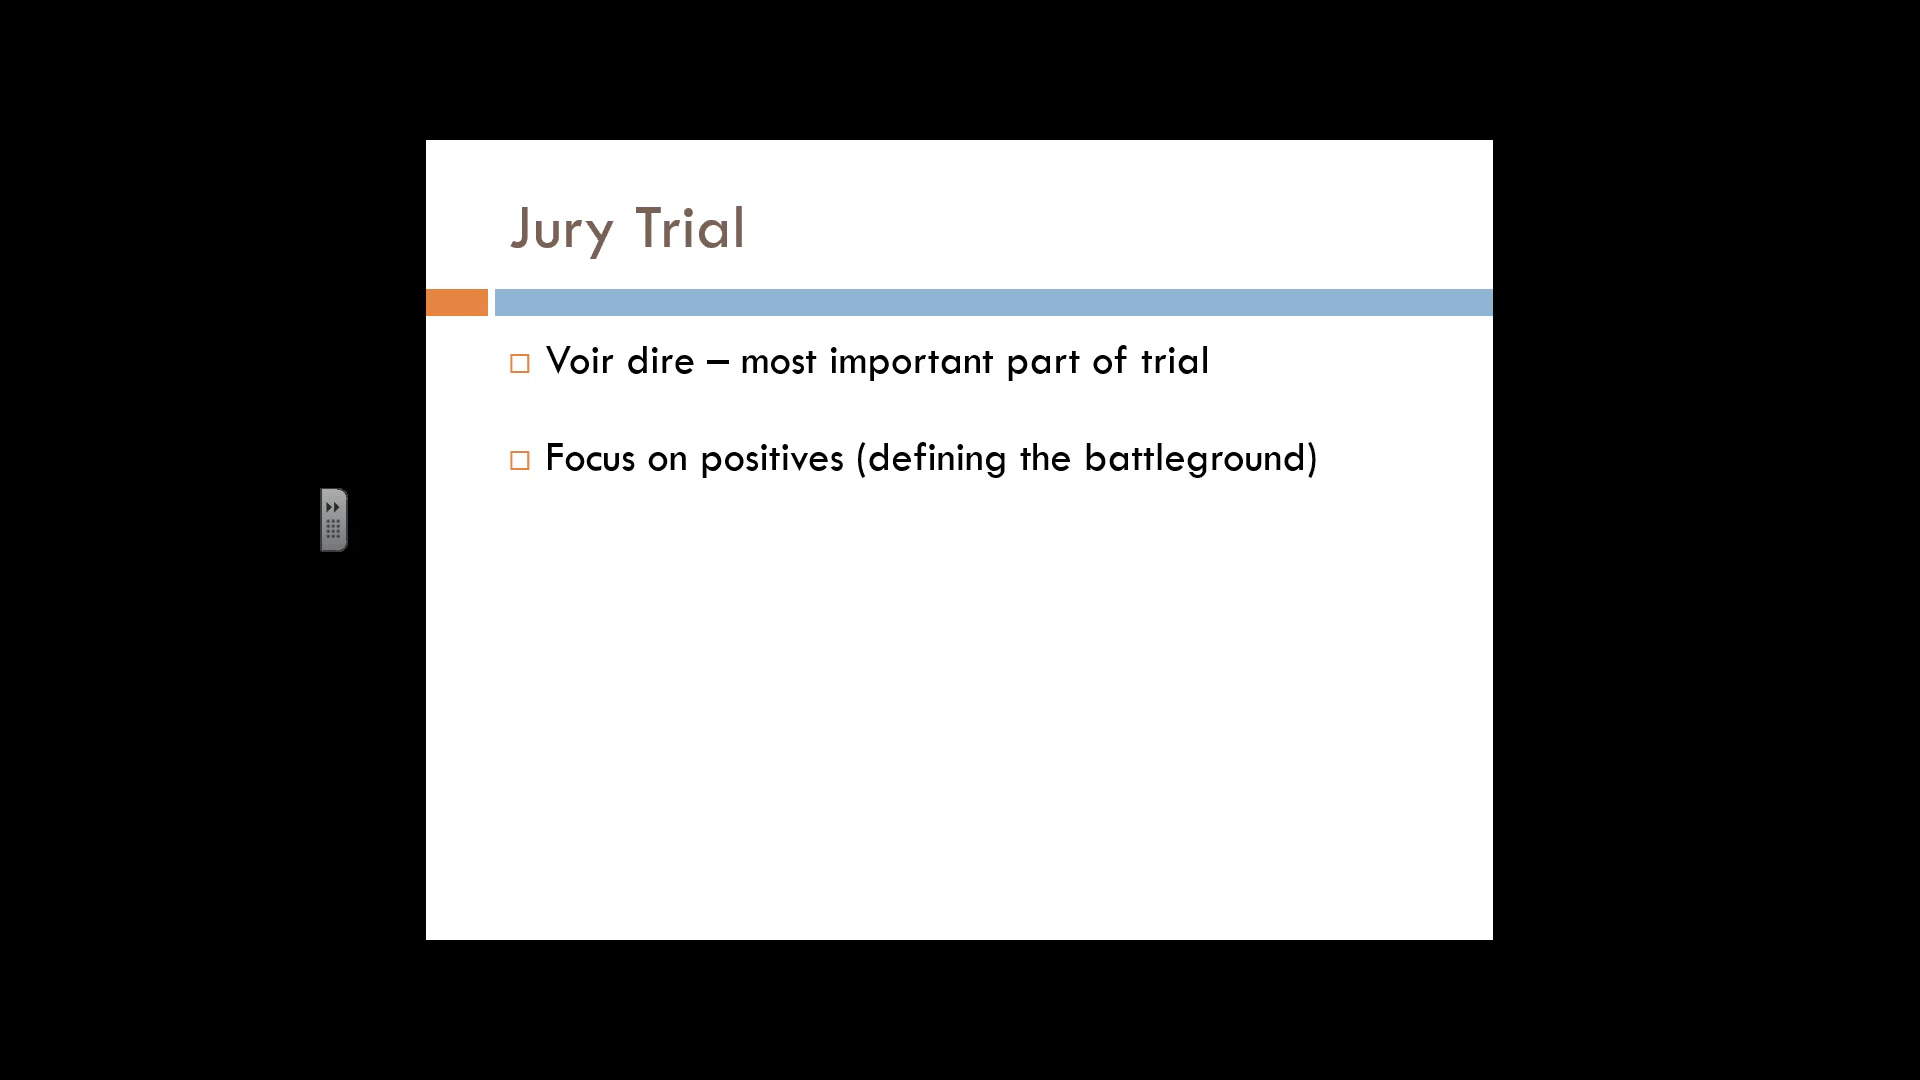 Jury Trial
Voir dire – most important part of trial
Focus on positives (defining the battleground)